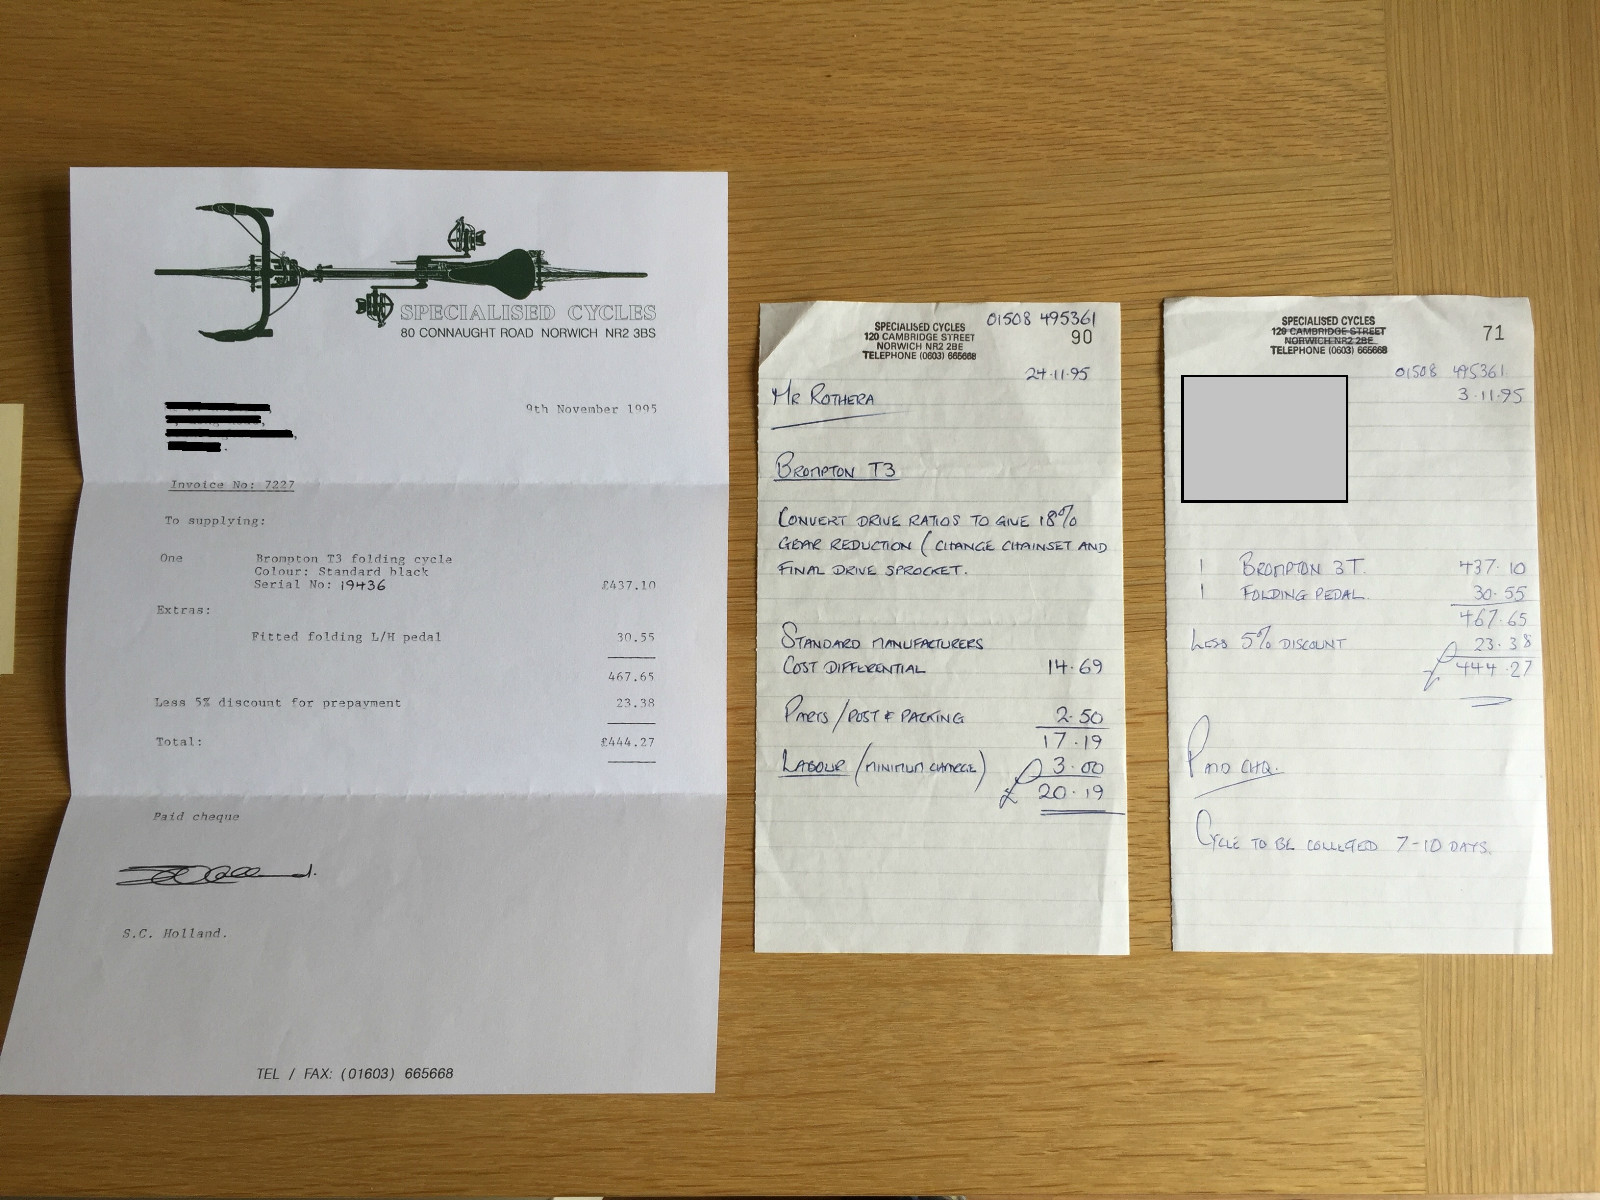 SPECIALISED CYCLES
80 CONNAUGHT ROAD NORWICH NR2 3BS
9th November 1995
Invoice No: 7227
To supplying:
One Brompton T3 folding cycle
Colour: Standard black
Serial No: 19436 £437.10
Extras:
Fitted folding L/H pedal 30.55
467.65
Less 5% discount for prepayment 23.38
Total: £444.27
Paid cheque
S.C. Holland.
TEL / FAX: (01603) 665668
SPECIALISED CYCLES 01508 495361
120 CAMBRIDGE STREET 90
NORWICH NR2 2BE
TELEPHONE (0603) 665668
24.11.95
MR ROTHERA
BROMPTON T3
CONVERT DRIVE RATIOS TO GIVE 18%
GEAR REDUCTION (CHANGE CHAINSET AND
FINAL DRIVE SPROCKET.
STANDARD MANUFACTURERS
COST DIFFERENTIAL 14.69
PARTS/POST & PACKING 2.50
17.19
LABOUR (MINIMUM CHARGE) 3.00
£ 20.19
SPECIALISED CYCLES 71
120 CAMBRIDGE STREET
NORWICH NR2 2BE
TELEPHONE (0603) 665668
01508 495361
3.11.95
1 BROMPTON 3T. 437.10
1 FOLDING PEDAL. 30.55
467.65
LESS 5% DISCOUNT 23.38
£ 444.27
PAID CHQ.
CYCLE TO BE COLLECTED 7-10 DAYS.